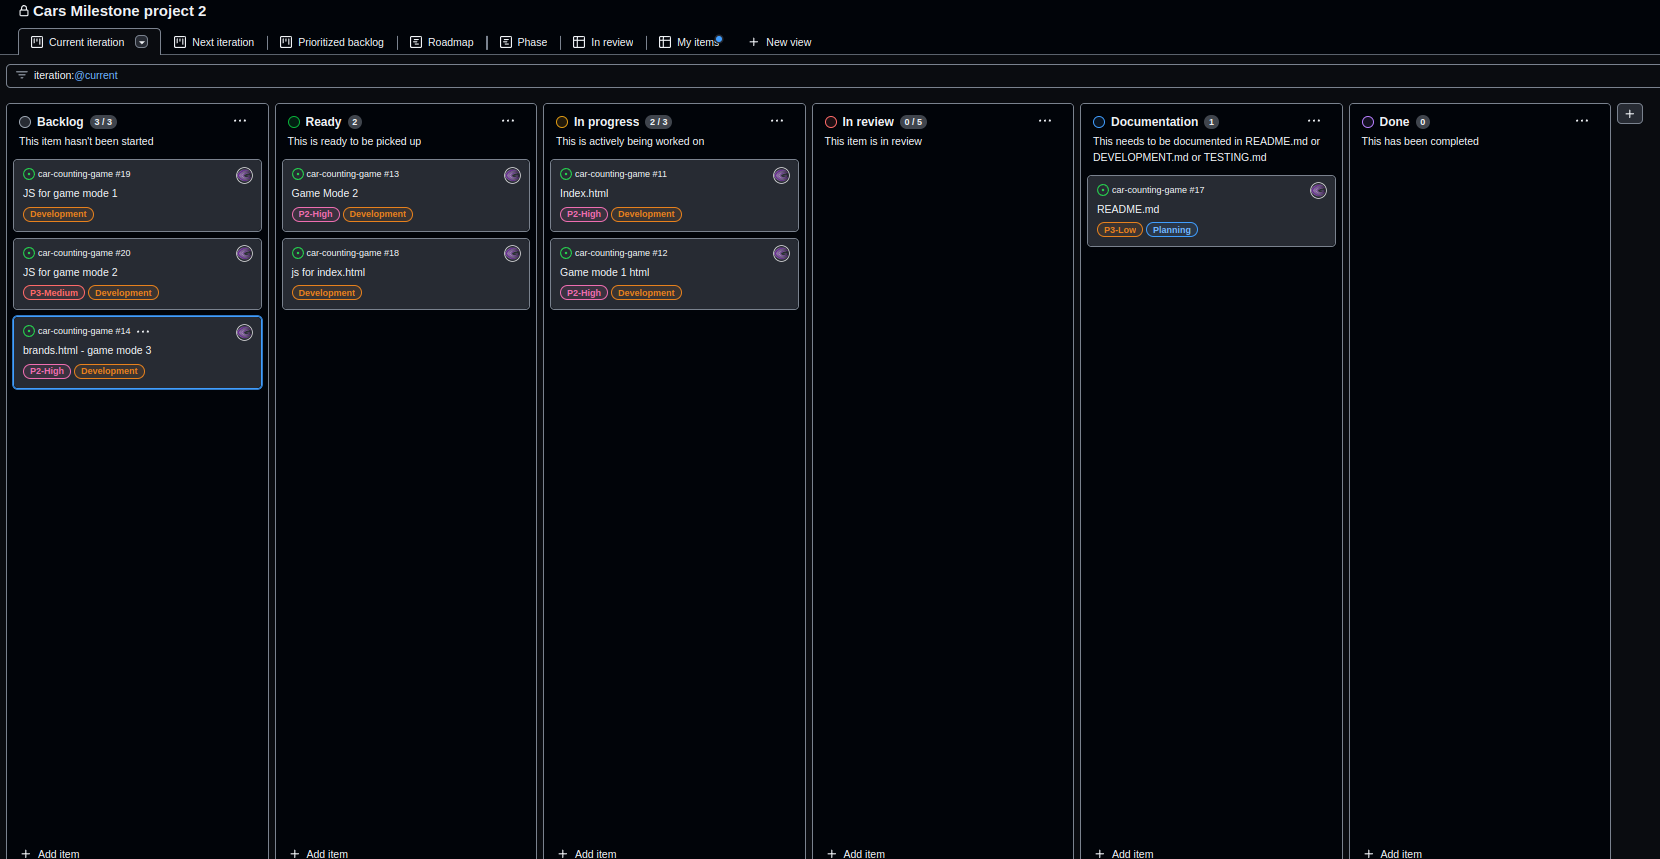 Cars Milestone project 2
Current iteration
Next iteration
Prioritized backlog
Roadmap
Phase
In review
My items
New view
iteration:@current
Backlog 3 / 3
This item hasn't been started
car-counting-game #19
JS for game mode 1
Development
car-counting-game #20
JS for game mode 2
P3-Medium Development
car-counting-game #14
brands.html - game mode 3
P2-High Development
Add item
Ready 2
This is ready to be picked up
car-counting-game #13
Game Mode 2
P2-High Development
car-counting-game #18
js for index.html
Development
Add item
In progress 2 / 3
This is actively being worked on
car-counting-game #11
Index.html
P2-High Development
car-counting-game #12
Game mode 1 html
P2-High Development
Add item
In review 0 / 5
This item is in review
Add item
Documentation 1
This needs to be documented in README.md or
DEVELOPMENT.md or TESTING.md
car-counting-game #17
README.md
P3-Low Planning
Add item
Done 0
This has been completed
Add item